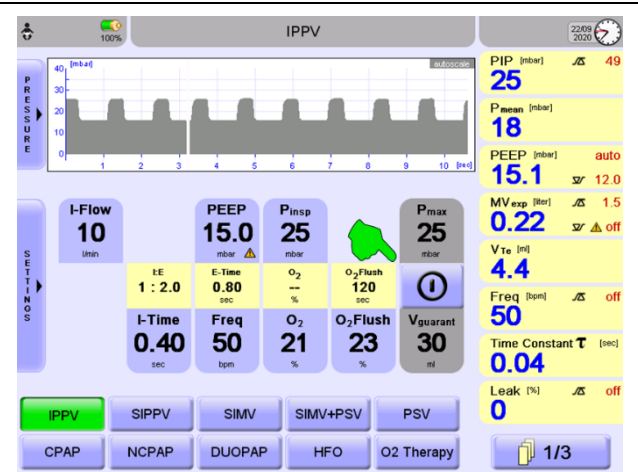 100%
IPPV
22/09
2020
PRESSURE
[mbar]
autoscale
40
30
20
10
0
1 2 3 4 5 6 7 8 9 10 [sec]
PIP [mbar] 49
25
Pmean [mbar]
18
PEEP [mbar] auto
15.1 12.0
MVexp [liter] 1.5
0.22 off
VTe [ml]
4.4
Freq [bpm] off
50
Time Constant τ [sec]
0.04
Leak [%] off
0
SETTINGS
I-Flow PEEP Pinsp Pmax
10 15.0 25 25
l/min mbar mbar mbar
I:E E-Time O2 O2Flush
1 : 2.0 0.80 -- 120
sec % sec
I-Time Freq O2 O2Flush Vguarant
0.40 50 21 23 30
sec bpm % % ml
IPPV SIPPV SIMV SIMV+PSV PSV
CPAP NCPAP DUOPAP HFO O2 Therapy
1/3